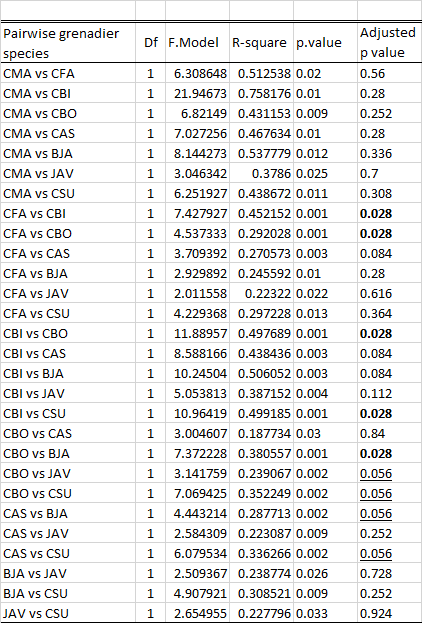 Pairwise grenadier species Df F.Model R-square p.value Adjusted p value
CMA vs CFA 1 6.308648 0.512538 0.02 0.56
CMA vs CBI 1 21.94673 0.758176 0.01 0.28
CMA vs CBO 1 6.82149 0.431153 0.009 0.252
CMA vs CAS 1 7.027256 0.467634 0.01 0.28
CMA vs BJA 1 8.144273 0.537779 0.012 0.336
CMA vs JAV 1 3.046342 0.3786 0.025 0.7
CMA vs CSU 1 6.251927 0.438672 0.011 0.308
CFA vs CBI 1 7.427927 0.452152 0.001 0.028
CFA vs CBO 1 4.537333 0.292028 0.001 0.028
CFA vs CAS 1 3.709392 0.270573 0.003 0.084
CFA vs BJA 1 2.929892 0.245592 0.01 0.28
CFA vs JAV 1 2.011558 0.22322 0.022 0.616
CFA vs CSU 1 4.229368 0.297228 0.013 0.364
CBI vs CBO 1 11.88957 0.497689 0.001 0.028
CBI vs CAS 1 8.588166 0.438436 0.003 0.084
CBI vs BJA 1 10.24504 0.506052 0.003 0.084
CBI vs JAV 1 5.053813 0.387152 0.004 0.112
CBI vs CSU 1 10.96419 0.499185 0.001 0.028
CBO vs CAS 1 3.004607 0.187734 0.03 0.84
CBO vs BJA 1 7.372228 0.380557 0.001 0.028
CBO vs JAV 1 3.141759 0.239067 0.002 0.056
CBO vs CSU 1 7.069425 0.352249 0.002 0.056
CAS vs BJA 1 4.443214 0.287713 0.002 0.056
CAS vs JAV 1 2.584309 0.223087 0.009 0.252
CAS vs CSU 1 6.079534 0.336266 0.002 0.056
BJA vs JAV 1 2.509367 0.238774 0.026 0.728
BJA vs CSU 1 4.907921 0.308521 0.009 0.252
JAV vs CSU 1 2.654955 0.227796 0.033 0.924